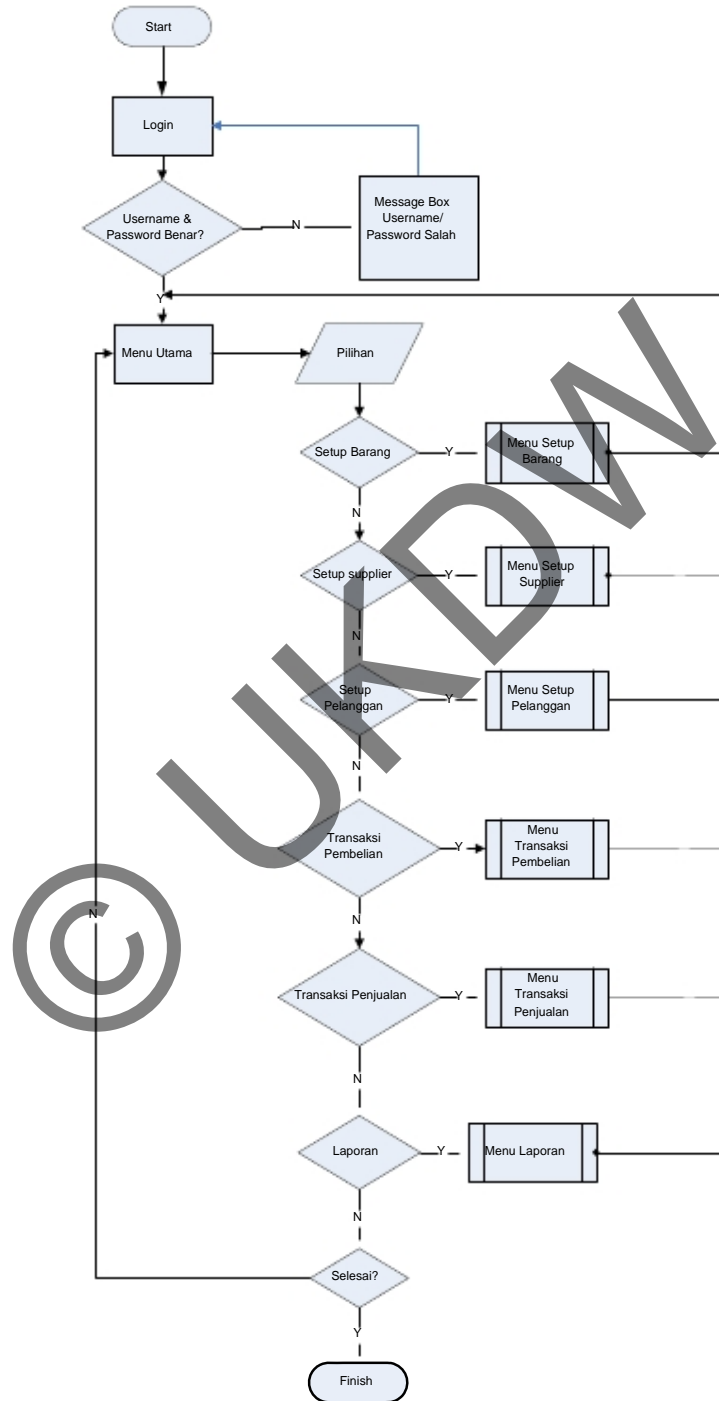 Start
Login
Username &
Password Benar?
N
Message Box
Username/
Password Salah
Y
Menu Utama
Pilihan
Setup Barang
Y
Menu Setup
Barang
N
Setup supplier
Y
Menu Setup
Supplier
N
Setup
Pelanggan
Y
Menu Setup
Pelanggan
N
Transaksi
Pembelian
Y
Menu
Transaksi
Pembelian
N
N
Transaksi Penjualan
Y
Menu
Transaksi
Penjualan
N
Laporan
Y
Menu Laporan
N
Selesai?
Y
Finish
© UKDW